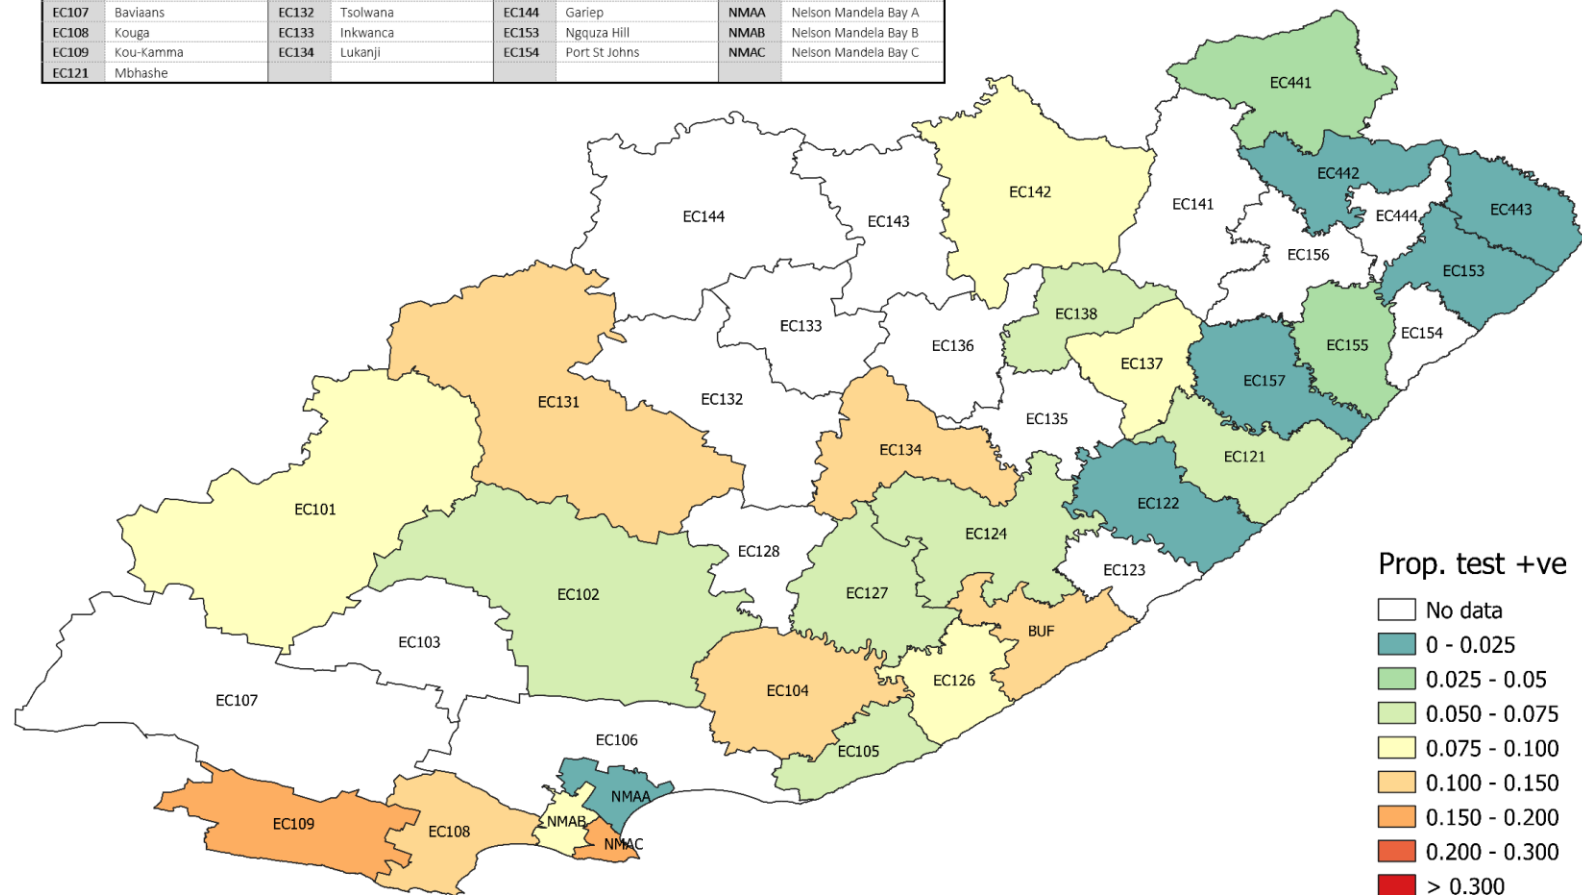 EC107 Baviaans EC132 Tsolwana EC144 Gariep NMAA Nelson Mandela Bay A
EC108 Kouga EC133 Inkwanca EC153 Ngquza Hill NMAB Nelson Mandela Bay B
EC109 Kou-Kamma EC134 Lukanji EC154 Port St Johns NMAC Nelson Mandela Bay C
EC121 Mbhashe
EC441
EC442
EC142
EC141
EC443
EC144
EC143
EC444
EC156
EC153
EC138
EC133
EC154
EC136
EC155
EC137
EC157
EC132
EC131
EC135
EC134
EC121
EC101
EC122
EC124
EC128
EC123
EC102
EC127
BUF
EC103
EC126
EC104
EC107
EC106
EC105
NMAA
NMAB
EC109
EC108
NMAC
Prop. test +ve
No data
0 - 0.025
0.025 - 0.05
0.050 - 0.075
0.075 - 0.100
0.100 - 0.150
0.150 - 0.200
0.200 - 0.300
> 0.300